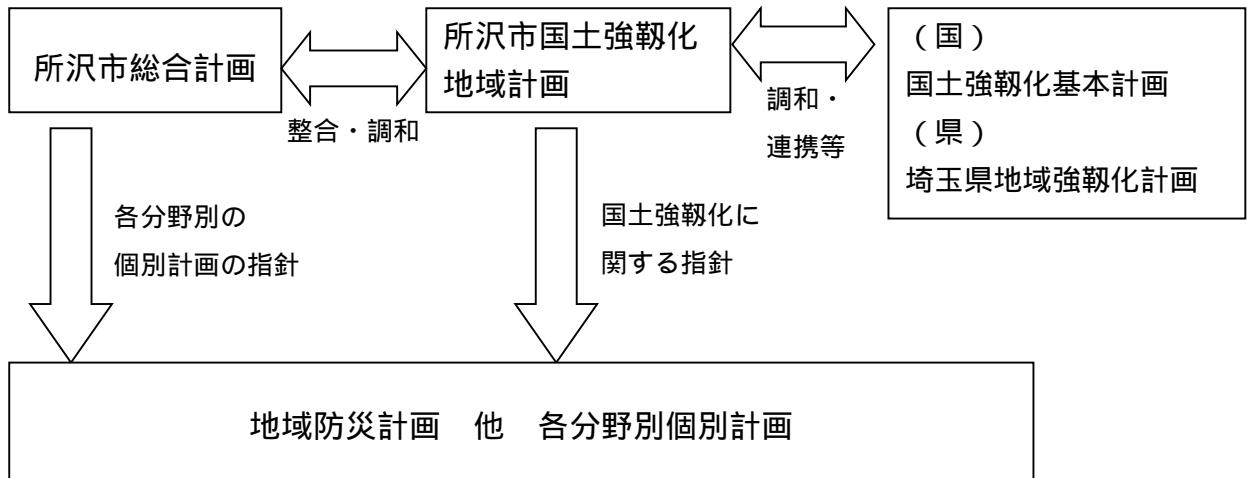 所沢市総合計画
整合・調和
所沢市国土強靱化
地域計画
調和・
連携等
（国）
国土強靱化基本計画
（県）
埼玉県地域強靱化計画
各分野別の
個別計画の指針
国土強靱化に
関する指針
地域防災計画　他　各分野別個別計画